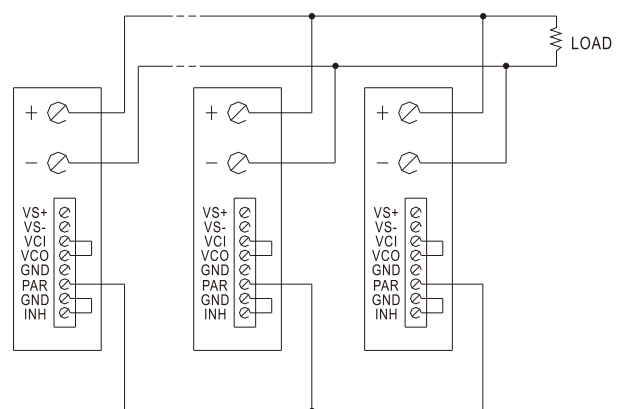 LOAD
+ + +
− − −
VS+ VS+ VS+
VS- VS- VS-
VCI VCI VCI
VCO VCO VCO
GND GND GND
PAR PAR PAR
GND GND GND
INH INH INH